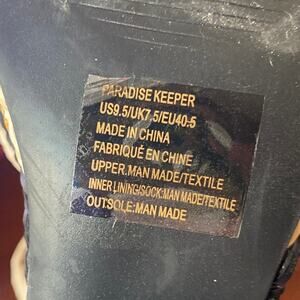 PARADISE KEEPER
US9.5/UK7.5/EU40-5
MADE IN CHINA
FABRIQUÉ EN CHINE
UPPER.MAN MADE/TEXTILE
INNER LINING/SOCK:MAN MADE/TEXTILE
OUTSOLE:MAN MADE